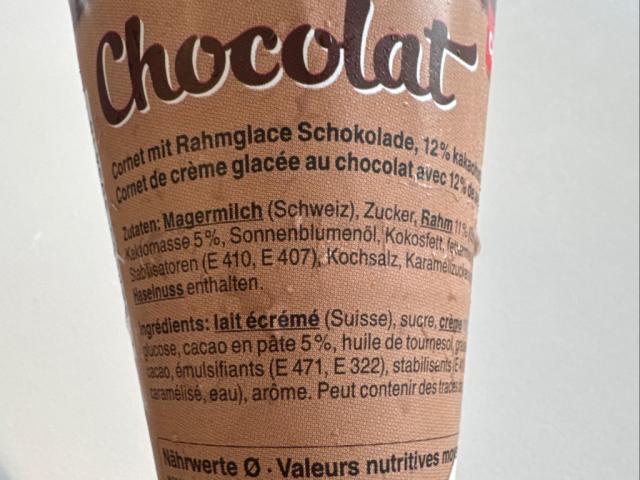 Chocolat
Cornet mit Rahmglace Schokolade, 12%
Cornet de crème glacée au chocolat avec 12%
Zutaten: Magermilch (Schweiz), Zucker, Rahm
Kakaomasse 5%, Sonnenblumenöl, Kokosfett,
Stabilisatoren (E 410, E 407), Kochsalz,
Haselnuss enthalten.
Ingrédients: lait écrémé (Suisse), sucre, crème
glucose, cacao en pâte 5%, huile de tournesol,
cacao, émulsifiants (E 471, E 322), stabilisants
caramélisé, eau), arôme. Peut contenir des traces
Nährwerte Ø · Valeurs nutritives